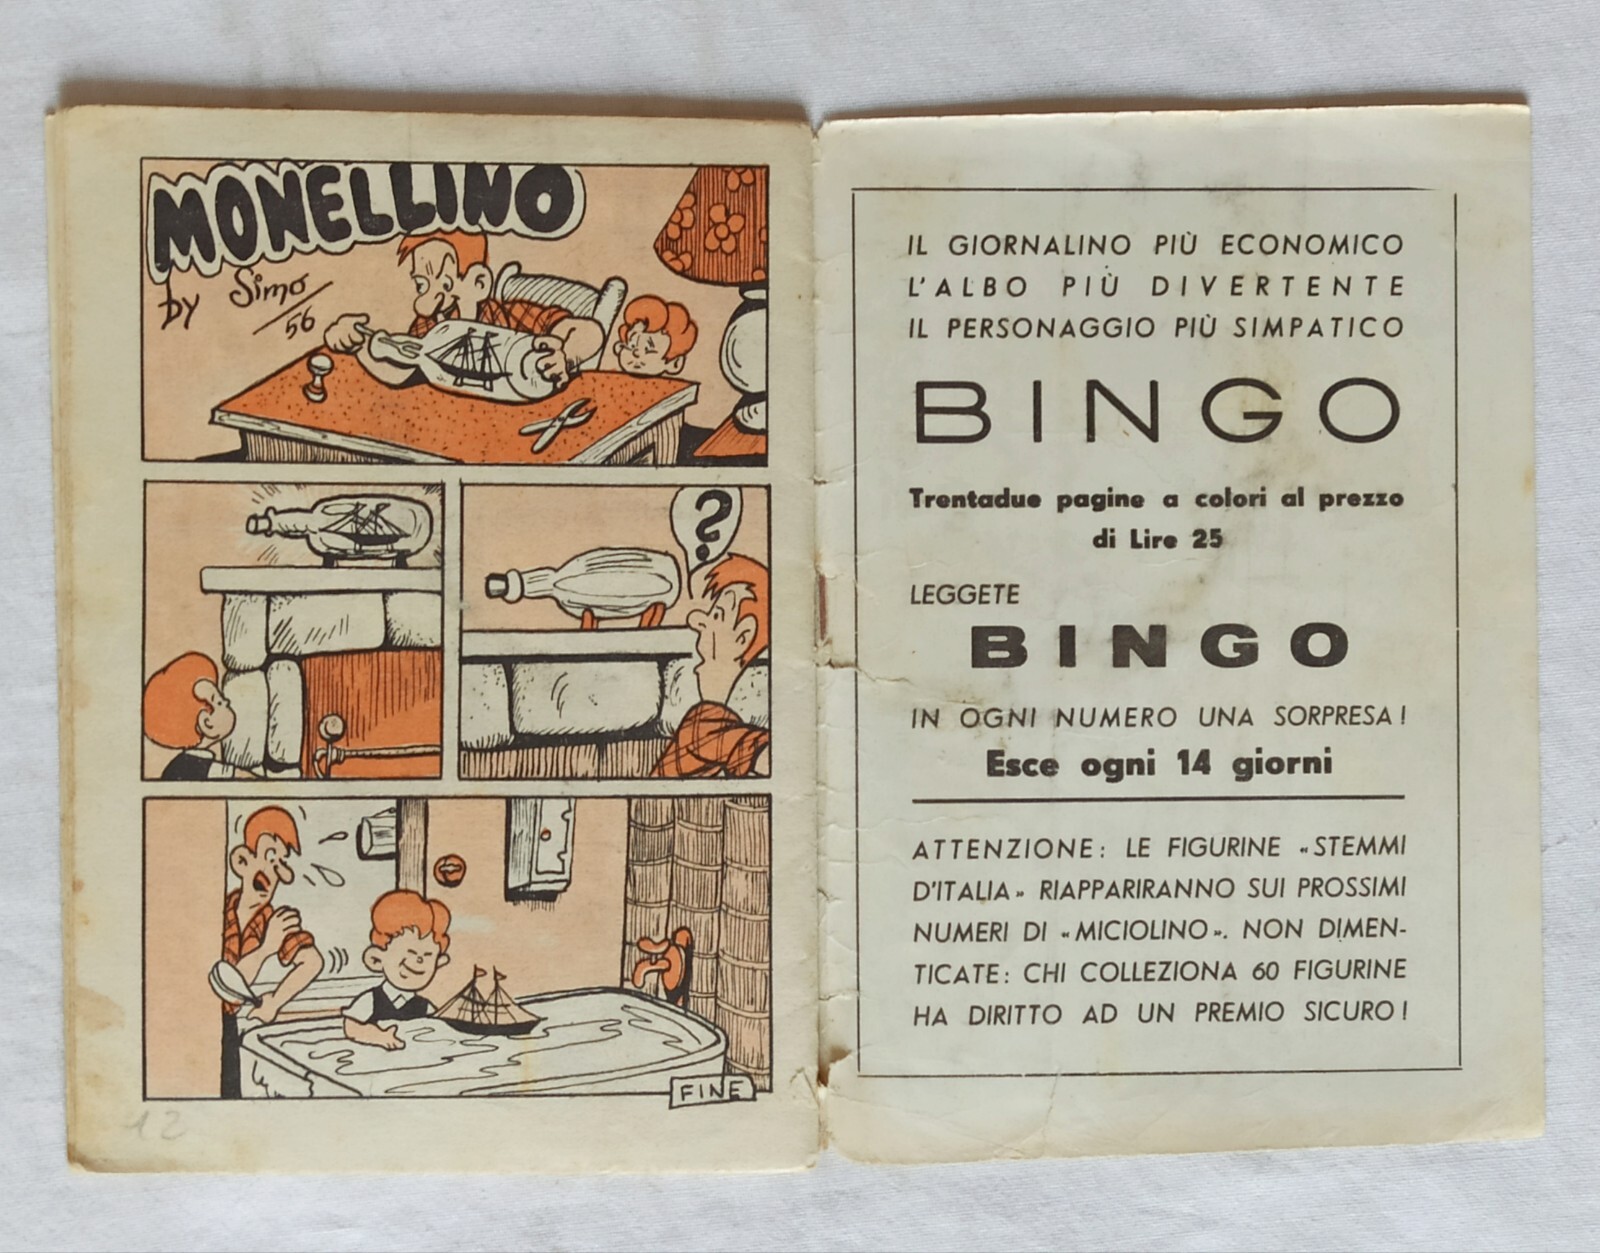 MONELLINO
by Simo
56
?
FINE
12
IL GIORNALINO PIÙ ECONOMICO
L'ALBO PIÙ DIVERTENTE
IL PERSONAGGIO PIÙ SIMPATICO
BINGO
Trentadue pagine a colori al prezzo
di Lire 25
LEGGETE
BINGO
IN OGNI NUMERO UNA SORPRESA!
Esce ogni 14 giorni
ATTENZIONE: LE FIGURINE «STEMMI
D'ITALIA» RIAPPARIRANNO SUI PROSSIMI
NUMERI DI «MICIOLINO». NON DIMEN-
TICATE: CHI COLLEZIONA 60 FIGURINE
HA DIRITTO AD UN PREMIO SICURO!